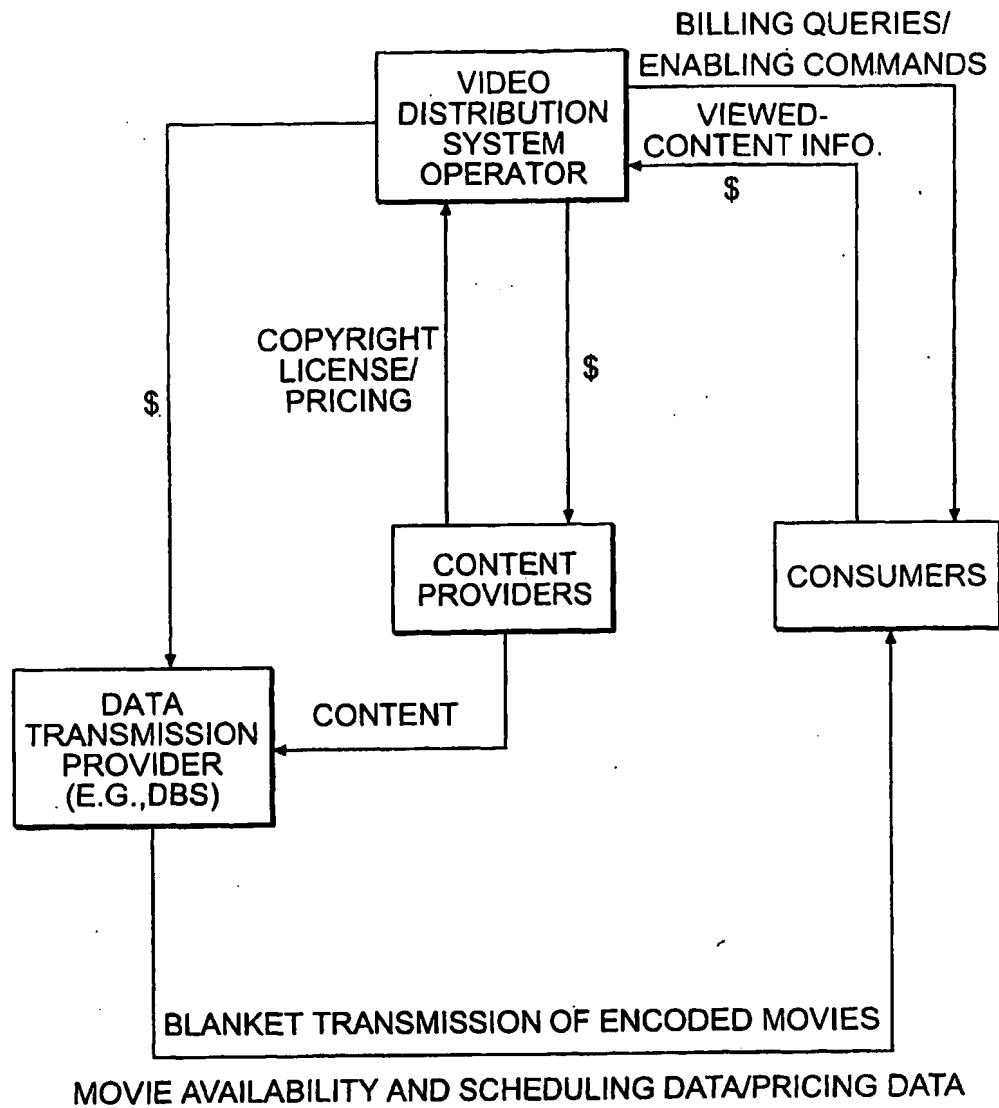 BILLING QUERIES/
ENABLING COMMANDS
VIDEO
DISTRIBUTION
SYSTEM
OPERATOR
VIEWED-
CONTENT INFO.
$
COPYRIGHT
LICENSE/
PRICING
$
$
CONTENT
PROVIDERS
CONSUMERS
DATA
TRANSMISSION
PROVIDER
(E.G.,DBS)
CONTENT
BLANKET TRANSMISSION OF ENCODED MOVIES
MOVIE AVAILABILITY AND SCHEDULING DATA/PRICING DATA